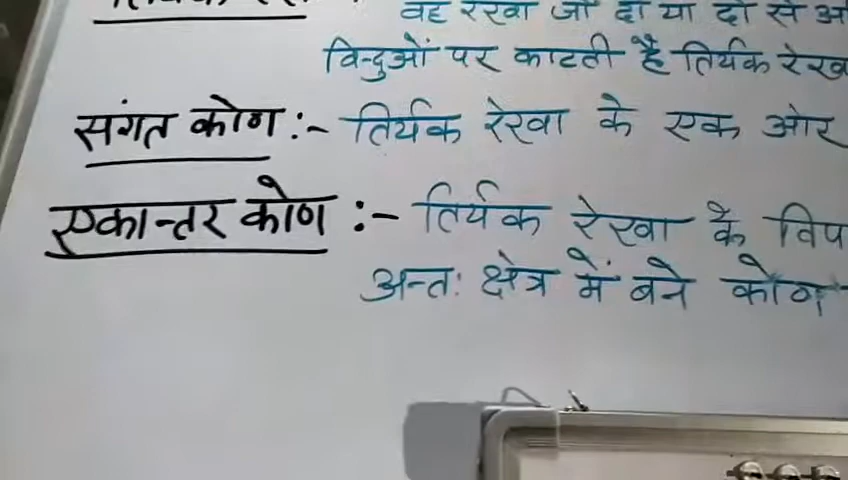 वह रेखा जो दो या दो से
बिन्दुओं पर काटती है तिर्यक रेख
संगत कोण :- तिर्यक रेखा के एक ओर
एकान्तर कोण :- तिर्यक रेखा के विप
अन्तः क्षेत्र में बने कोण